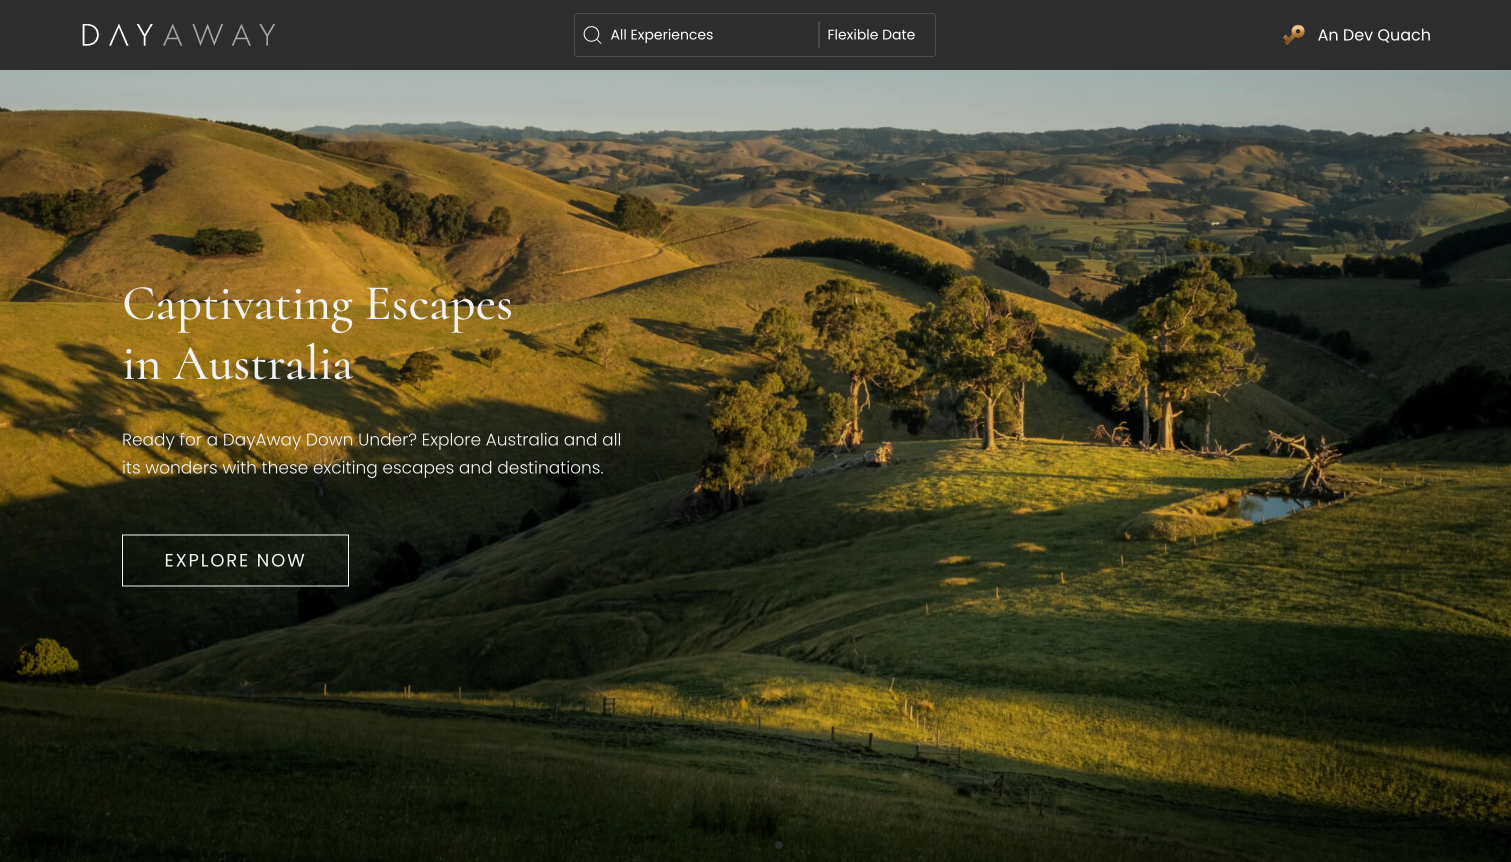 DAYAWAY
All Experiences
Flexible Date
An Dev Quach
Captivating Escapes
in Australia
Ready for a DayAway Down Under? Explore Australia and all
its wonders with these exciting escapes and destinations.
EXPLORE NOW